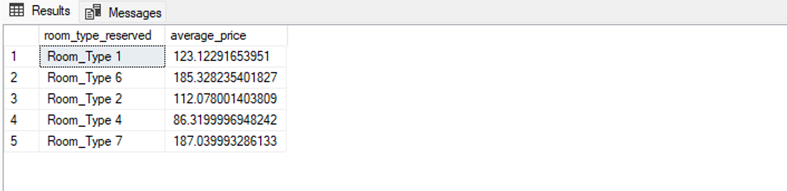 Results Messages
room_type_reserved average_price
1 Room_Type 1 123.12291653951
2 Room_Type 6 185.328235401827
3 Room_Type 2 112.078001403809
4 Room_Type 4 86.3199996948242
5 Room_Type 7 187.039993286133